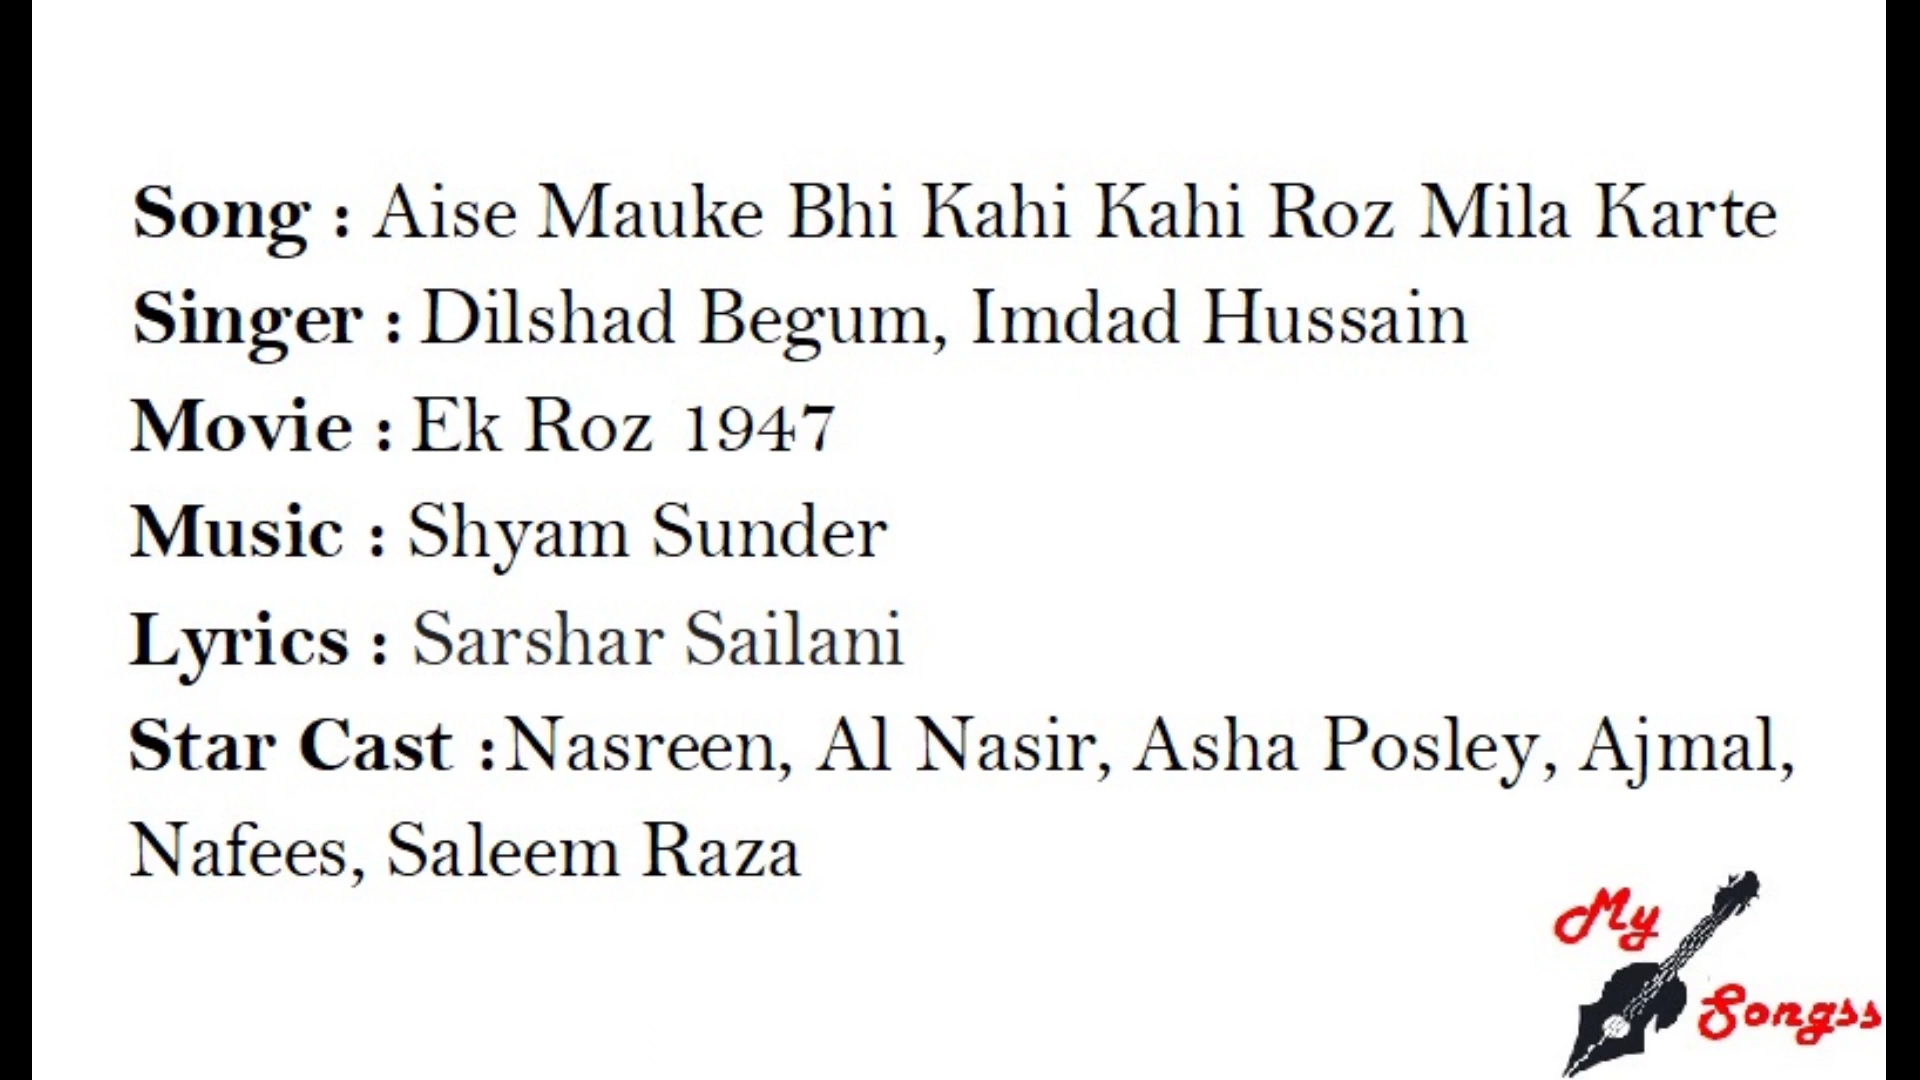 Song : Aise Mauke Bhi Kahi Kahi Roz Mila Karte
Singer : Dilshad Begum, Imdad Hussain
Movie : Ek Roz 1947
Music : Shyam Sunder
Lyrics : Sarshar Sailani
Star Cast :Nasreen, Al Nasir, Asha Posley, Ajmal,
Nafees, Saleem Raza
My
Songss